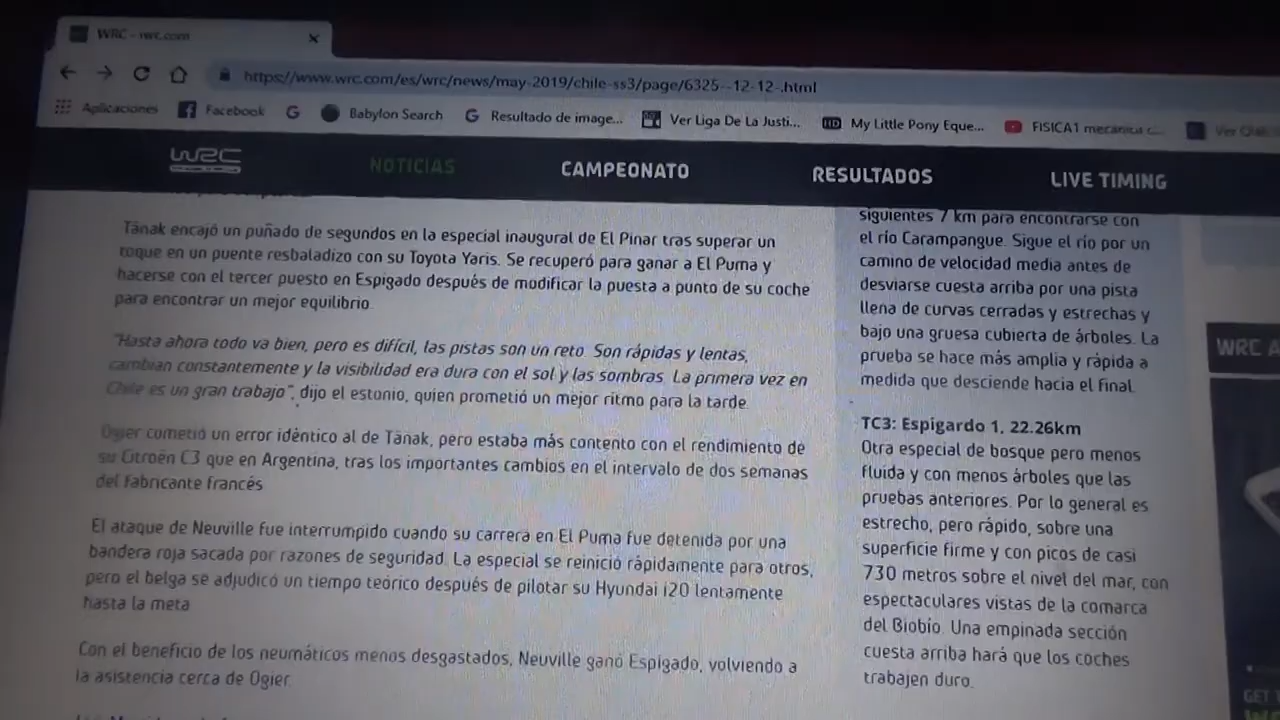 WRC - wrc.com
https://www.wrc.com/es/wrc/news/may-2019/chile-ss3/page/6325--12-12-.html
Aplicaciones Facebook Babylon Search Resultado de image... Ver Liga De La Justi... HD My Little Pony Eque... FISICA1 mecánica c...
WRC NOTICIAS CAMPEONATO RESULTADOS LIVE TIMING
Tänak encajó un puñado de segundos en la especial inaugural de El Pinar tras superar un
toque en un puente resbaladizo con su Toyota Yaris. Se recuperó para ganar a El Puma y
hacerse con el tercer puesto en Espigado después de modificar la puesta a punto de su coche
para encontrar un mejor equilibrio.
"Hasta ahora todo va bien, pero es difícil, las pistas son un reto. Son rápidas y lentas,
cambian constantemente y la visibilidad era dura con el sol y las sombras. La primera vez en
Chile es un gran trabajo", dijo el estonio, quien prometió un mejor ritmo para la tarde.
Ogier cometió un error idéntico al de Tänak, pero estaba más contento con el rendimiento de
su Citroën C3 que en Argentina, tras los importantes cambios en el intervalo de dos semanas
del fabricante francés
El ataque de Neuville fue interrumpido cuando su carrera en El Puma fue detenida por una
bandera roja sacada por razones de seguridad. La especial se reinició rápidamente para otros,
pero el belga se adjudicó un tiempo teórico después de pilotar su Hyundai i20 lentamente
hasta la meta
Con el beneficio de los neumáticos menos desgastados, Neuville ganó Espigado, volviendo a
la asistencia cerca de Ogier.
siguientes 7 km para encontrarse con
el río Carampangue. Sigue el río por un
camino de velocidad media antes de
desviarse cuesta arriba por una pista
llena de curvas cerradas y estrechas y
bajo una gruesa cubierta de árboles. La
prueba se hace más amplia y rápida a
medida que desciende hacia el final.
TC3: Espigardo 1, 22.26km
Otra especial de bosque pero menos
fluida y con menos árboles que las
pruebas anteriores. Por lo general es
estrecho, pero rápido, sobre una
superficie firme y con picos de casi
730 metros sobre el nivel del mar, con
espectaculares vistas de la comarca
del Biobío. Una empinada sección
cuesta arriba hará que los coches
trabajen duro.
WRC A
GET